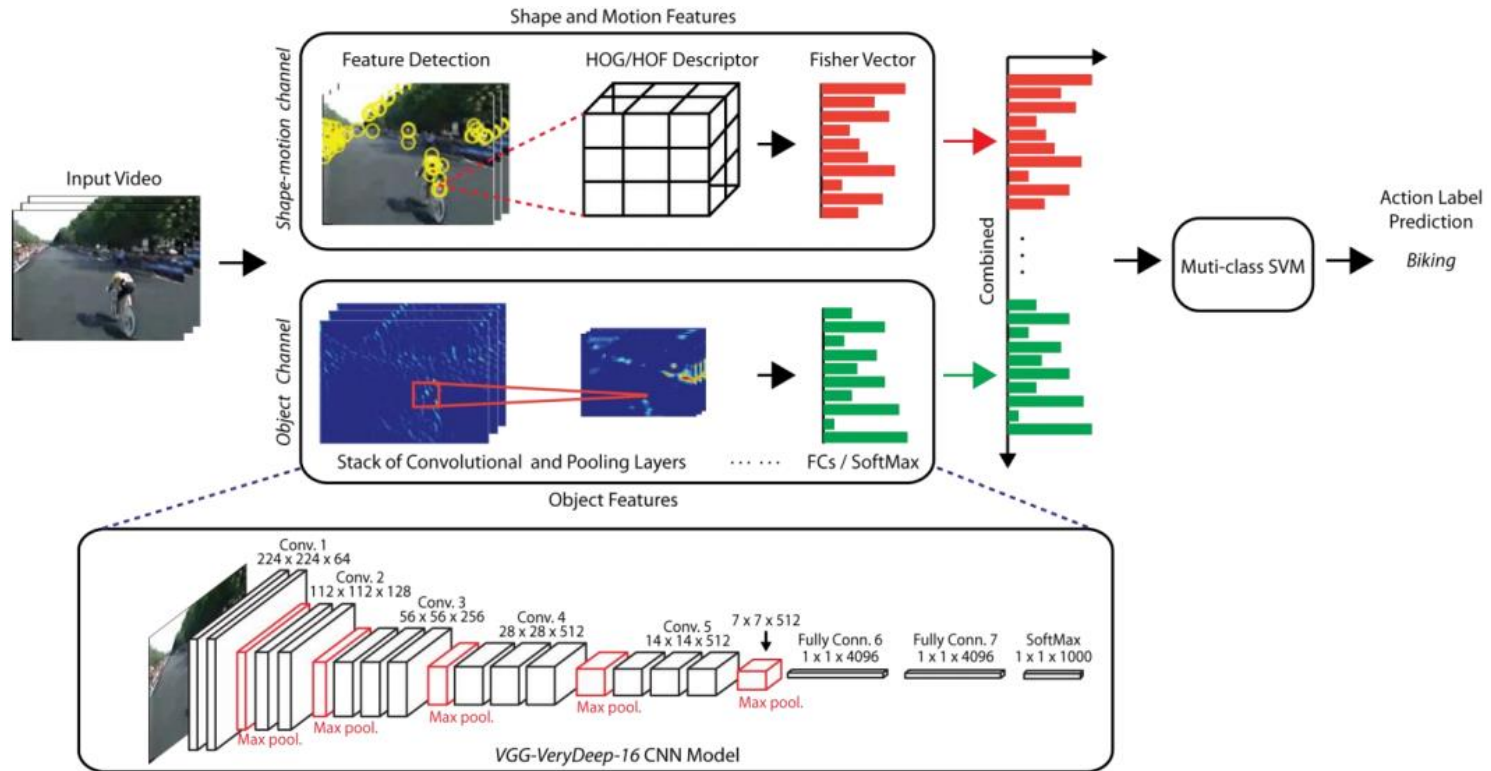 Shape and Motion Features
Shape-motion channel
Feature Detection
HOG/HOF Descriptor
Fisher Vector
Input Video
Combined
Muti-class SVM
Action Label
Prediction
Biking
Object Channel
Stack of Convolutional and Pooling Layers
... ...
FCs / SoftMax
Object Features
Conv. 1
224 x 224 x 64
Conv. 2
112 x 112 x 128
Conv. 3
56 x 56 x 256
Conv. 4
28 x 28 x 512
Conv. 5
14 x 14 x 512
7 x 7 x 512
Fully Conn. 6
1 x 1 x 4096
Fully Conn. 7
1 x 1 x 4096
SoftMax
1 x 1 x 1000
Max pool.
Max pool.
Max pool.
Max pool.
Max pool.
VGG-VeryDeep-16 CNN Model